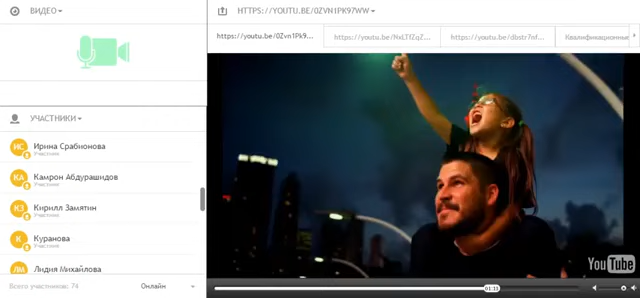 ВИДЕО
HTTPS://YOUTU.BE/0ZVN1PK97WW
https://youtu.be/0Zvn1Pk9...
https://youtu.be/NxLTfZqZ...
https://youtu.be/dbstr7nf...
Квалификационные
УЧАСТНИКИ
ИС
Ирина Срабионова
Участник
КА
Камрон Абдурашидов
Участник
КЗ
Кирилл Замятин
Участник
К
Куранова
Участник
ЛМ
Лидия Михайлова
Всего участников: 74
Онлайн
01:11
YouTube